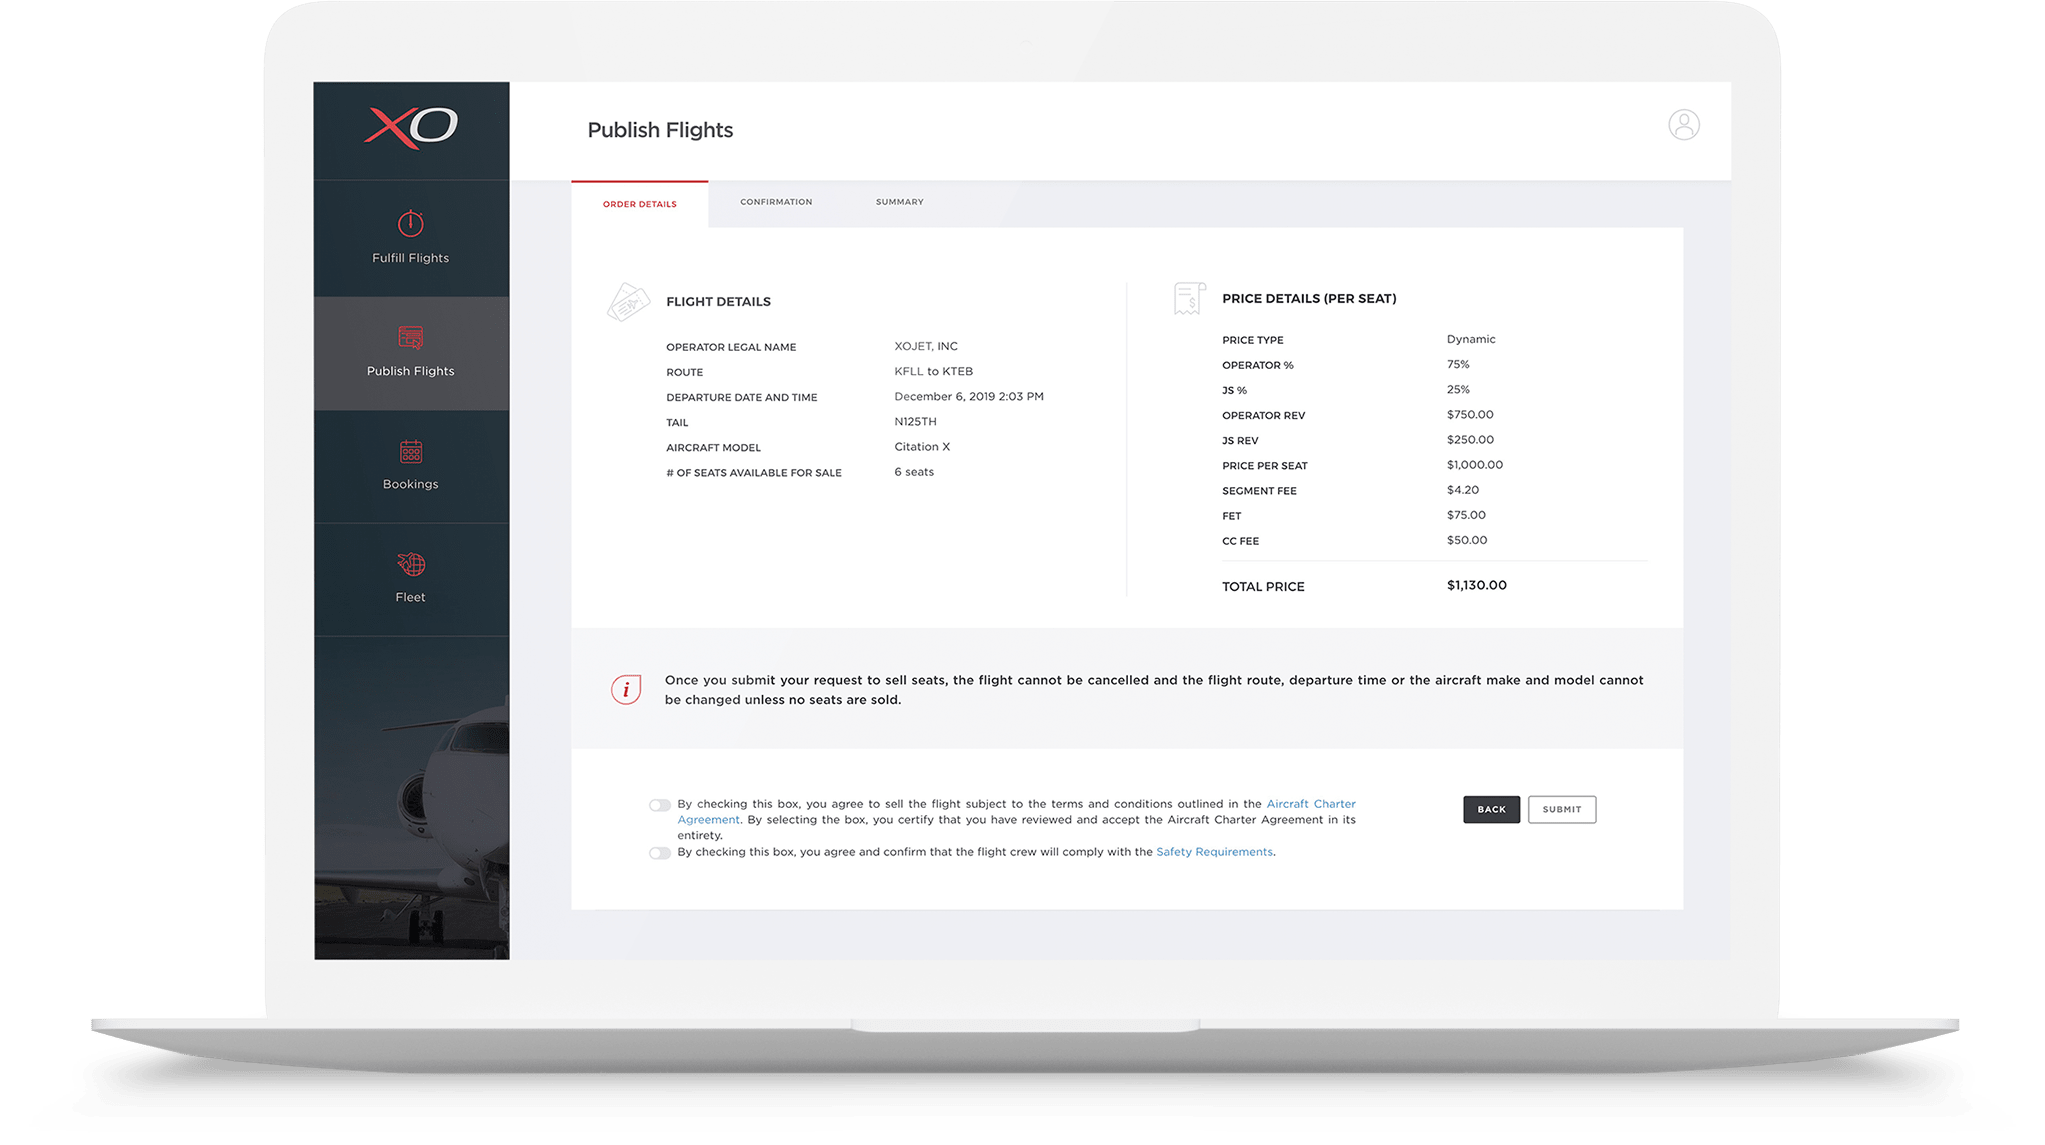 XO
Publish Flights
Fulfill Flights
Publish Flights
Bookings
Fleet
ORDER DETAILS
CONFIRMATION
SUMMARY
FLIGHT DETAILS
OPERATOR LEGAL NAME XOJET, INC
ROUTE KFLL to KTEB
DEPARTURE DATE AND TIME December 6, 2019 2:03 PM
TAIL N125TH
AIRCRAFT MODEL Citation X
# OF SEATS AVAILABLE FOR SALE 6 seats
$
PRICE DETAILS (PER SEAT)
PRICE TYPE Dynamic
OPERATOR % 75%
JS % 25%
OPERATOR REV $750.00
JS REV $250.00
PRICE PER SEAT $1,000.00
SEGMENT FEE $4.20
FET $75.00
CC FEE $50.00
TOTAL PRICE $1,130.00
i
Once you submit your request to sell seats, the flight cannot be cancelled and the flight route, departure time or the aircraft make and model cannot
be changed unless no seats are sold.
By checking this box, you agree to sell the flight subject to the terms and conditions outlined in the Aircraft Charter
Agreement. By selecting the box, you certify that you have reviewed and accept the Aircraft Charter Agreement in its
entirety.
By checking this box, you agree and confirm that the flight crew will comply with the Safety Requirements.
BACK
SUBMIT